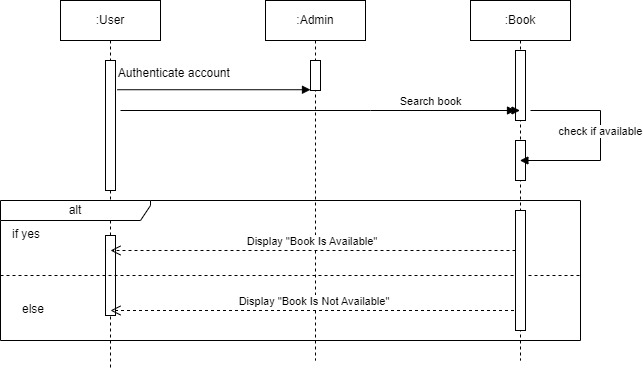 :User
:Admin
:Book
Authenticate account
Search book
check if available
alt
if yes
Display "Book Is Available"
Display "Book Is Not Available"
else